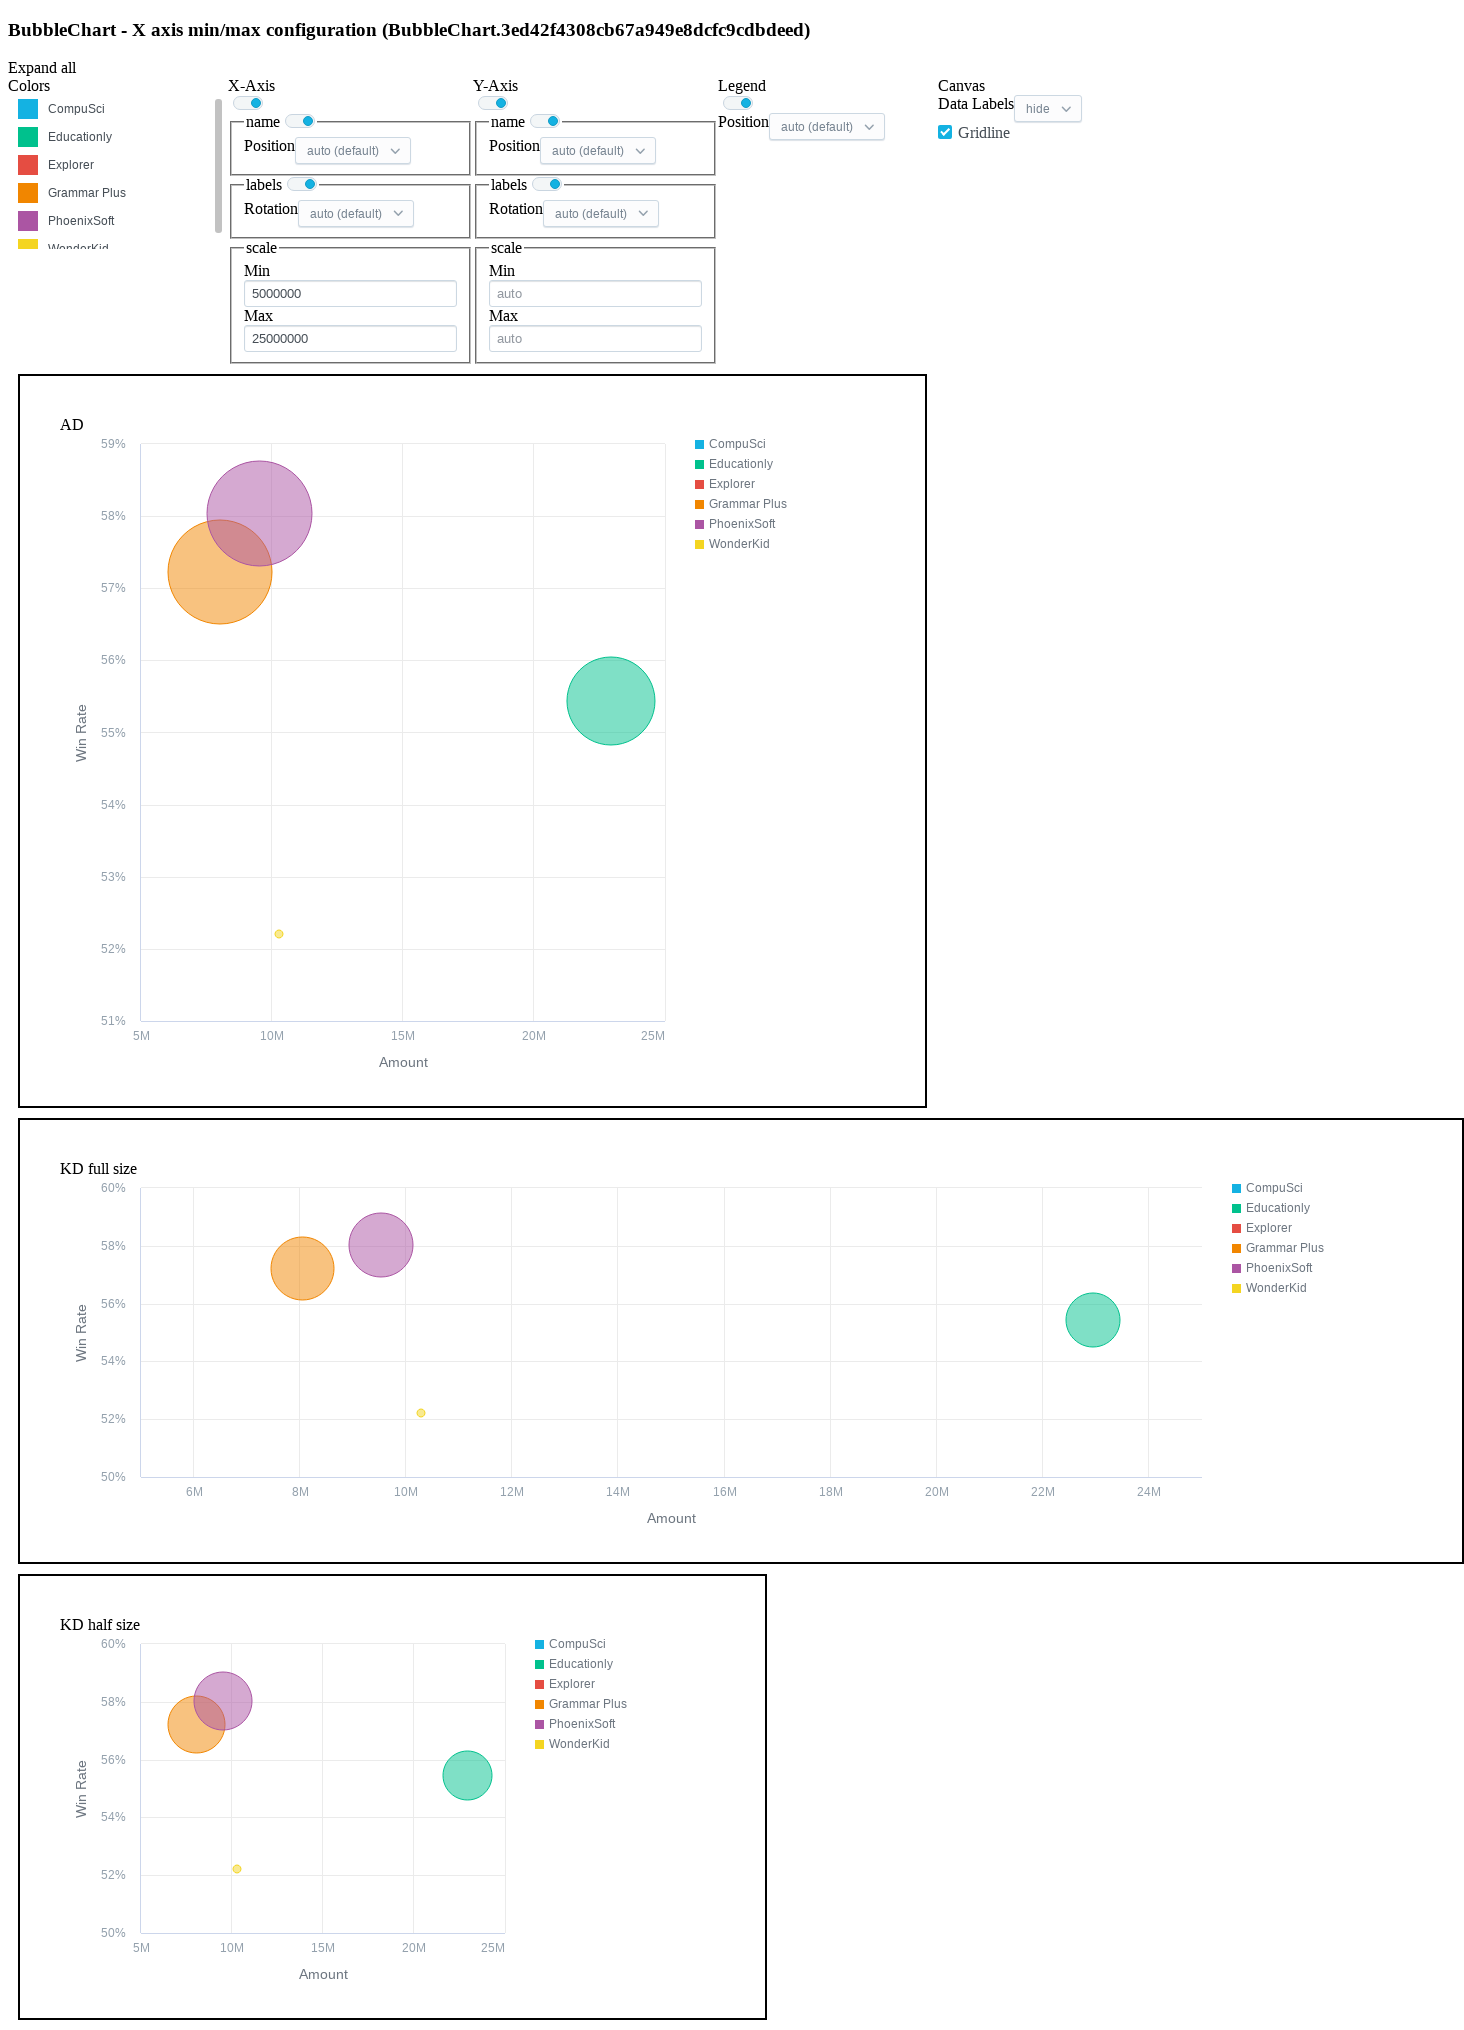 BubbleChart - X axis min/max configuration (BubbleChart.3ed42f4308cb67a949e8dcfc9cdbdeed)
Expand all
Colors
CompuSci
Educationly
Explorer
Grammar Plus
PhoenixSoft
WonderKid
X-Axis
name
Position auto (default)
labels
Rotation auto (default)
scale
Min
5000000
Max
25000000
Y-Axis
name
Position auto (default)
labels
Rotation auto (default)
scale
Min
auto
Max
auto
Legend
Position auto (default)
Canvas
Data Labels hide
Gridline
AD
59%
58%
57%
56%
55%
54%
53%
52%
51%
Win Rate
5M 10M 15M 20M 25M
Amount
CompuSci
Educationly
Explorer
Grammar Plus
PhoenixSoft
WonderKid
KD full size
60%
58%
56%
54%
52%
50%
Win Rate
6M 8M 10M 12M 14M 16M 18M 20M 22M 24M
Amount
CompuSci
Educationly
Explorer
Grammar Plus
PhoenixSoft
WonderKid
KD half size
60%
58%
56%
54%
52%
50%
Win Rate
5M 10M 15M 20M 25M
Amount
CompuSci
Educationly
Explorer
Grammar Plus
PhoenixSoft
WonderKid